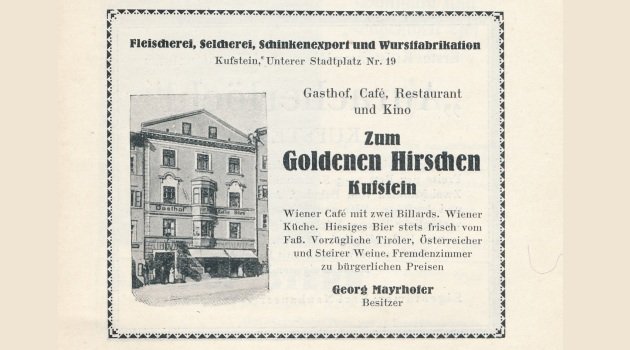 Fleischerei, Selcherei, Schinkenexport und Wurstfabrikation
Kufstein, Unterer Stadtplatz Nr. 19
Gasthof, Café, Restaurant
und Kino
Zum
Goldenen Hirschen
Kufstein
Wiener Café mit zwei Billards. Wiener
Küche. Hiesiges Bier stets frisch vom
Faß. Vorzügliche Tiroler, Österreicher
und Steirer Weine, Fremdenzimmer
zu bürgerlichen Preisen
Georg Mayrhofer
Besitzer
Gasthof